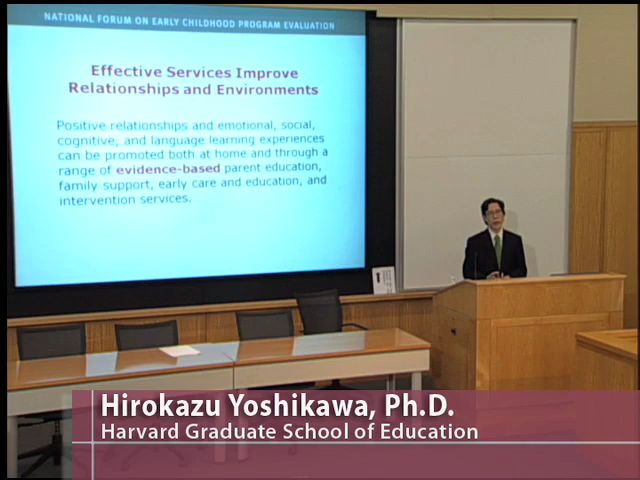 NATIONAL FORUM ON EARLY CHILDHOOD PROGRAM EVALUATION
Effective Services Improve
Relationships and Environments
Positive relationships and emotional, social,
cognitive, and language learning experiences
can be promoted both at home and through a
range of evidence-based parent education,
family support, early care and education, and
intervention services.
Hirokazu Yoshikawa, Ph.D.
Harvard Graduate School of Education